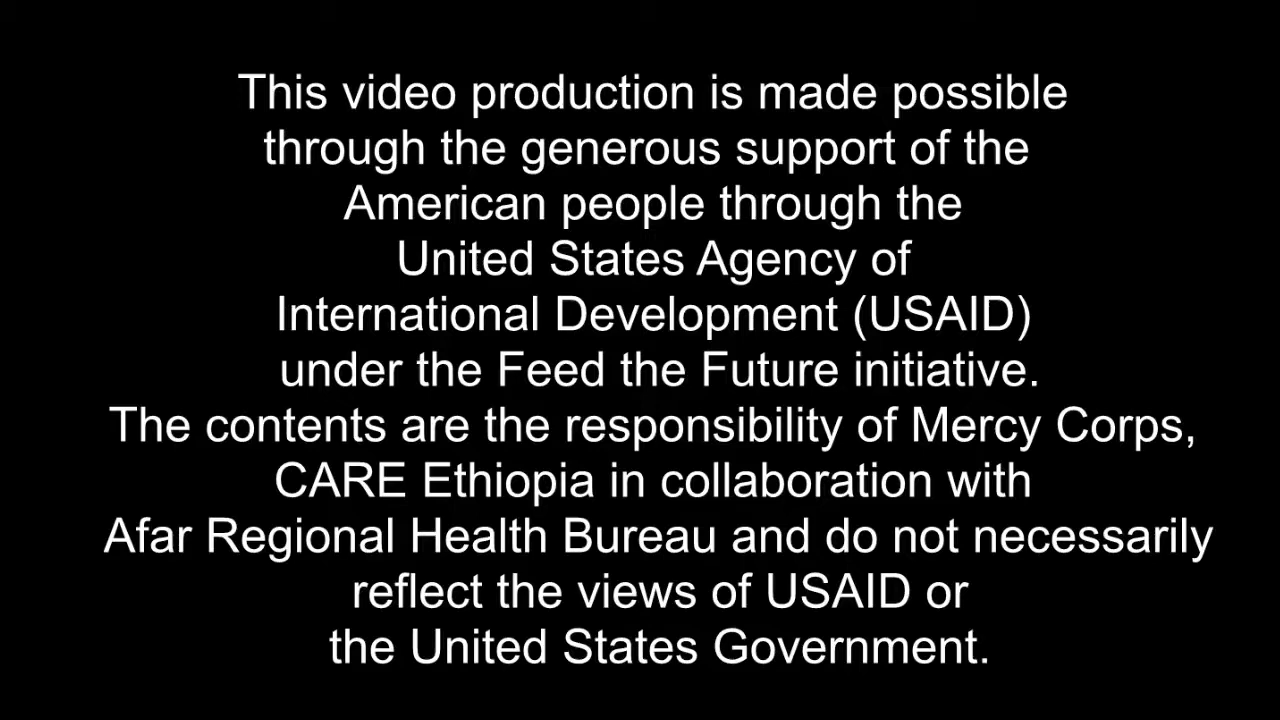 This video production is made possible
through the generous support of the
American people through the
United States Agency of
International Development (USAID)
under the Feed the Future initiative.
The contents are the responsibility of Mercy Corps,
CARE Ethiopia in collaboration with
Afar Regional Health Bureau and do not necessarily
reflect the views of USAID or
the United States Government.